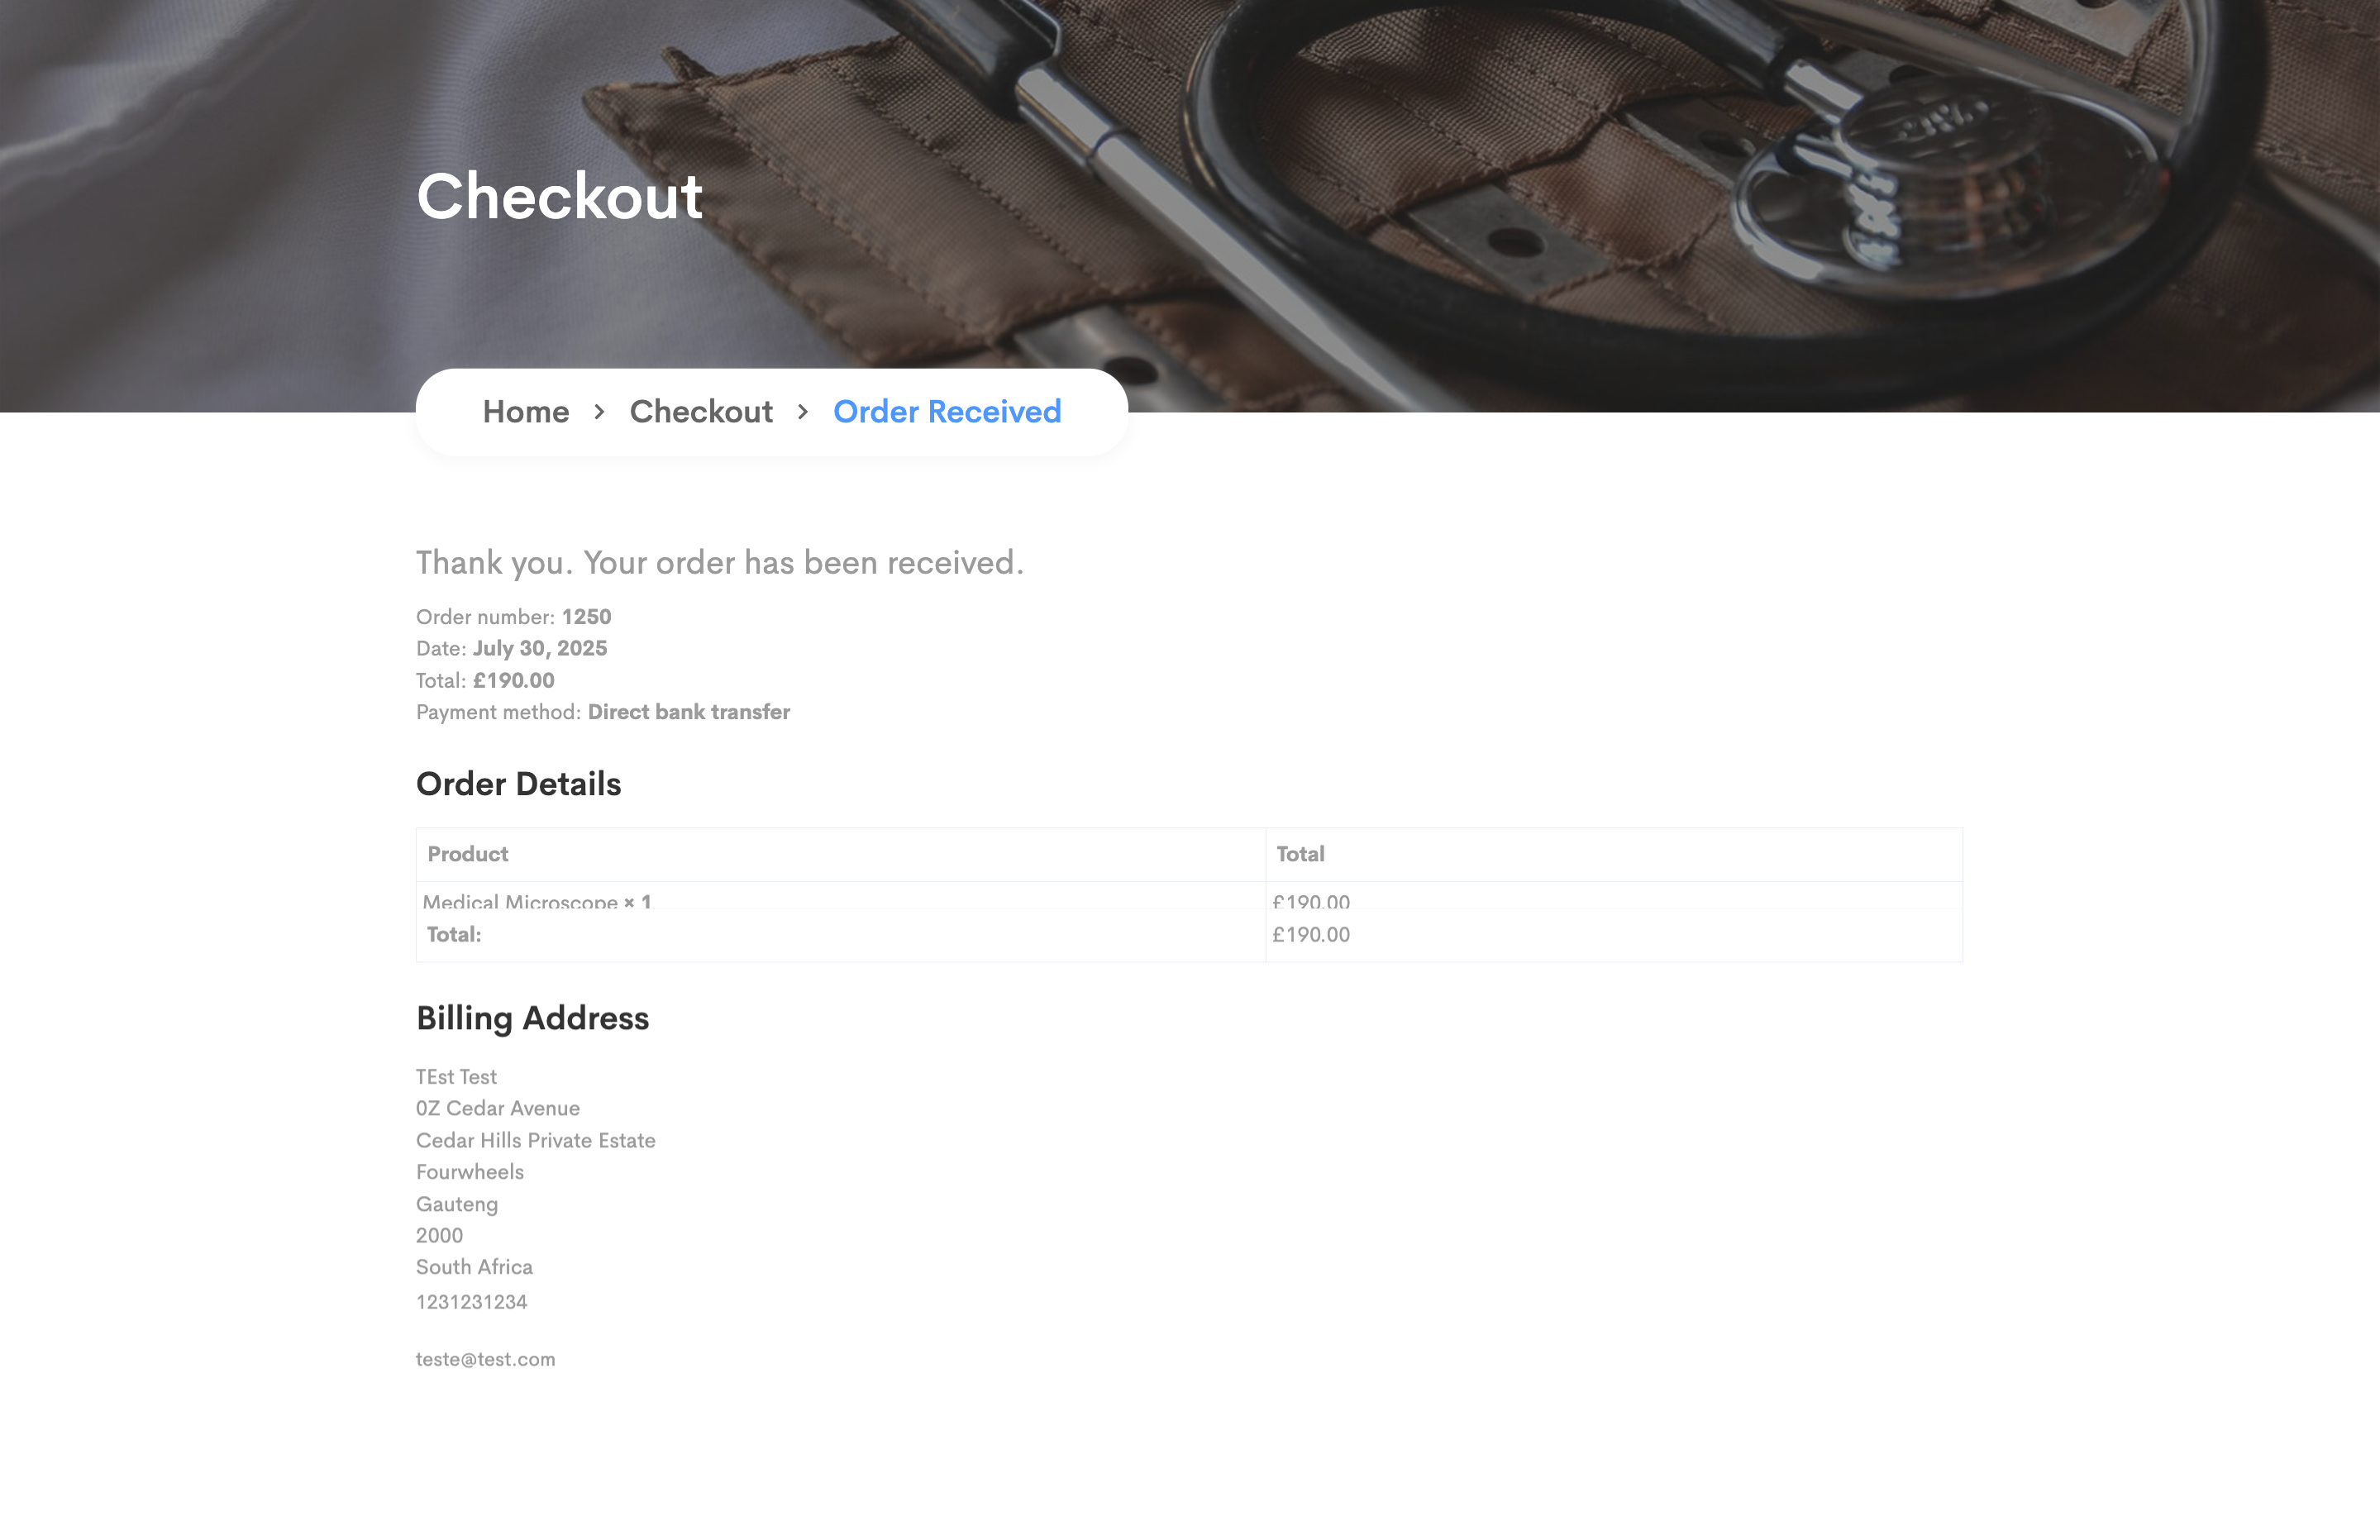 Checkout
Home > Checkout > Order Received
Thank you. Your order has been received.
Order number: 1250
Date: July 30, 2025
Total: £190.00
Payment method: Direct bank transfer
Order Details
Product Total
Medical Microscope × 1 £190.00
Total: £190.00
Billing Address
TEst Test
0Z Cedar Avenue
Cedar Hills Private Estate
Fourwheels
Gauteng
2000
South Africa
1231231234
teste@test.com